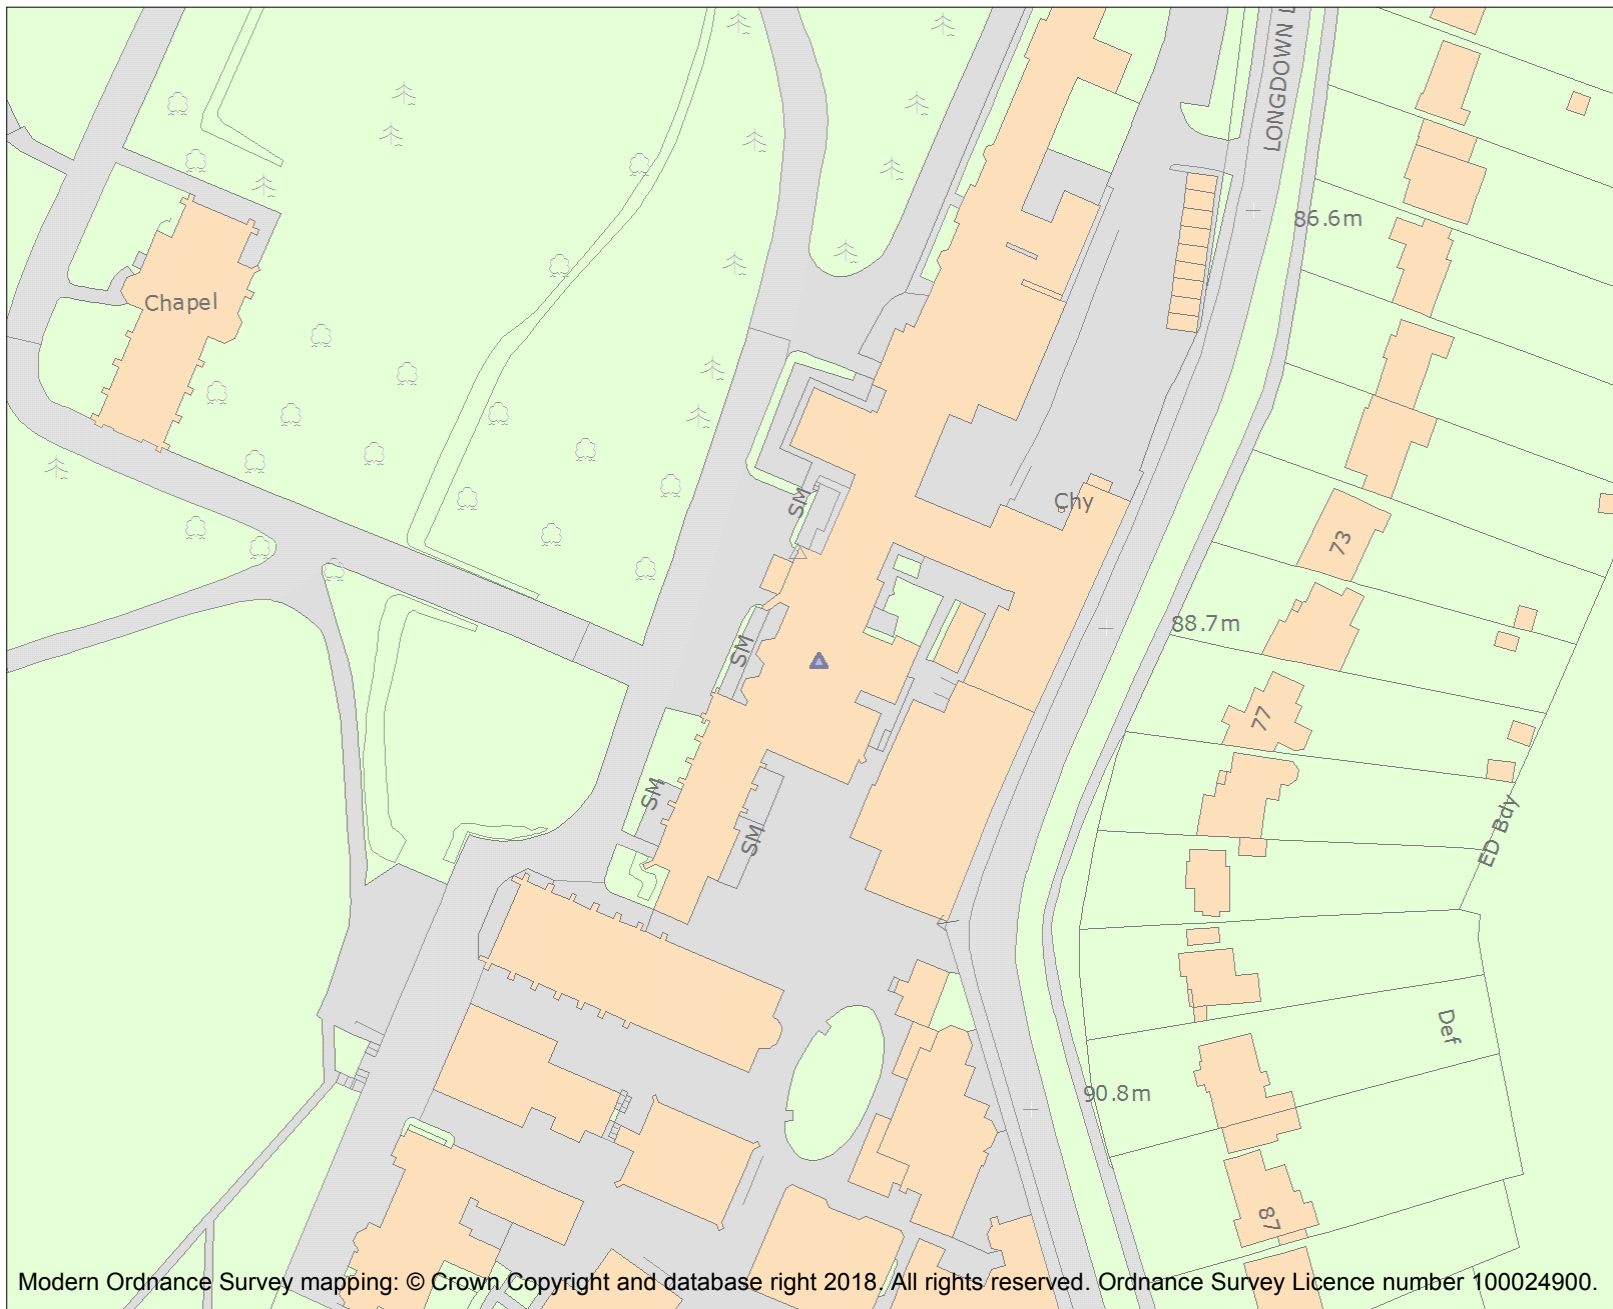 LONGDOWN L
86.6m
Chapel
SM
Chy
73
88.7m
SM
77
SM
SM
ED Bdy
Def
90.8m
87
Modern Ordnance Survey mapping: © Crown Copyright and database right 2018. All rights reserved. Ordnance Survey Licence number 100024900.